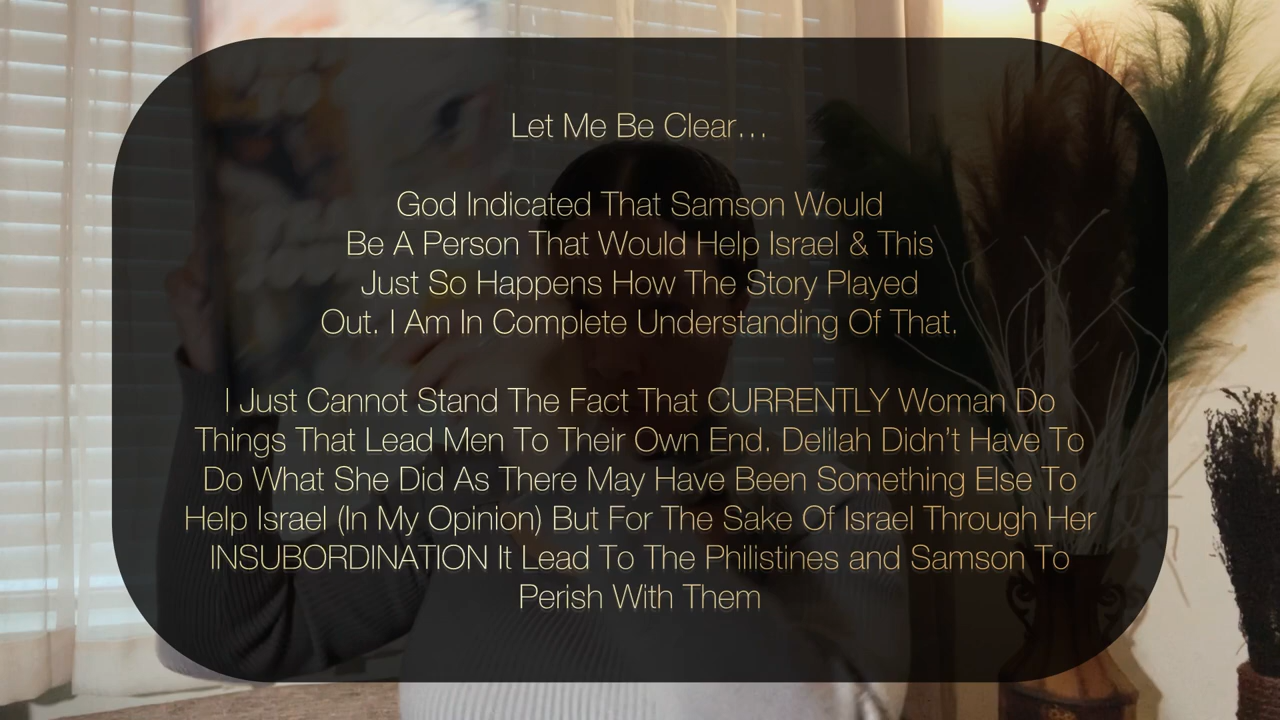 Let Me Be Clear…
God Indicated That Samson Would
Be A Person That Would Help Israel & This
Just So Happens How The Story Played
Out. I Am In Complete Understanding Of That.
I Just Cannot Stand The Fact That CURRENTLY Woman Do
Things That Lead Men To Their Own End. Delilah Didn’t Have To
Do What She Did As There May Have Been Something Else To
Help Israel (In My Opinion) But For The Sake Of Israel Through Her
INSUBORDINATION It Lead To The Philistines and Samson To
Perish With Them